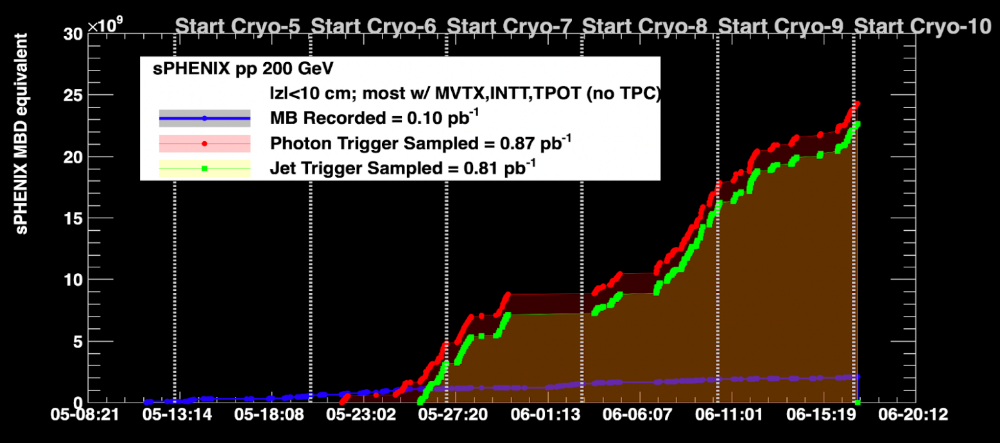 ×10⁹
Start Cryo-5 Start Cryo-6 Start Cryo-7 Start Cryo-8 Start Cryo-9 Start Cryo-10
sPHENIX MBD equivalent
30
25
20
15
10
5
0
sPHENIX pp 200 GeV
|z|<10 cm; most w/ MVTX,INTT,TPOT (no TPC)
MB Recorded = 0.10 pb⁻¹
Photon Trigger Sampled = 0.87 pb⁻¹
Jet Trigger Sampled = 0.81 pb⁻¹
05-08:21 05-13:14 05-18:08 05-23:02 05-27:20 06-01:13 06-06:07 06-11:01 06-15:19 06-20:12